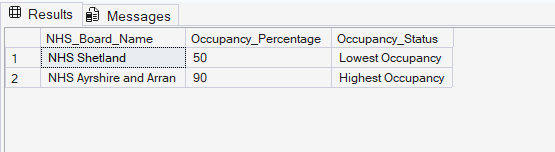 Results Messages
NHS_Board_Name Occupancy_Percentage Occupancy_Status
1 NHS Shetland 50 Lowest Occupancy
2 NHS Ayrshire and Arran 90 Highest Occupancy